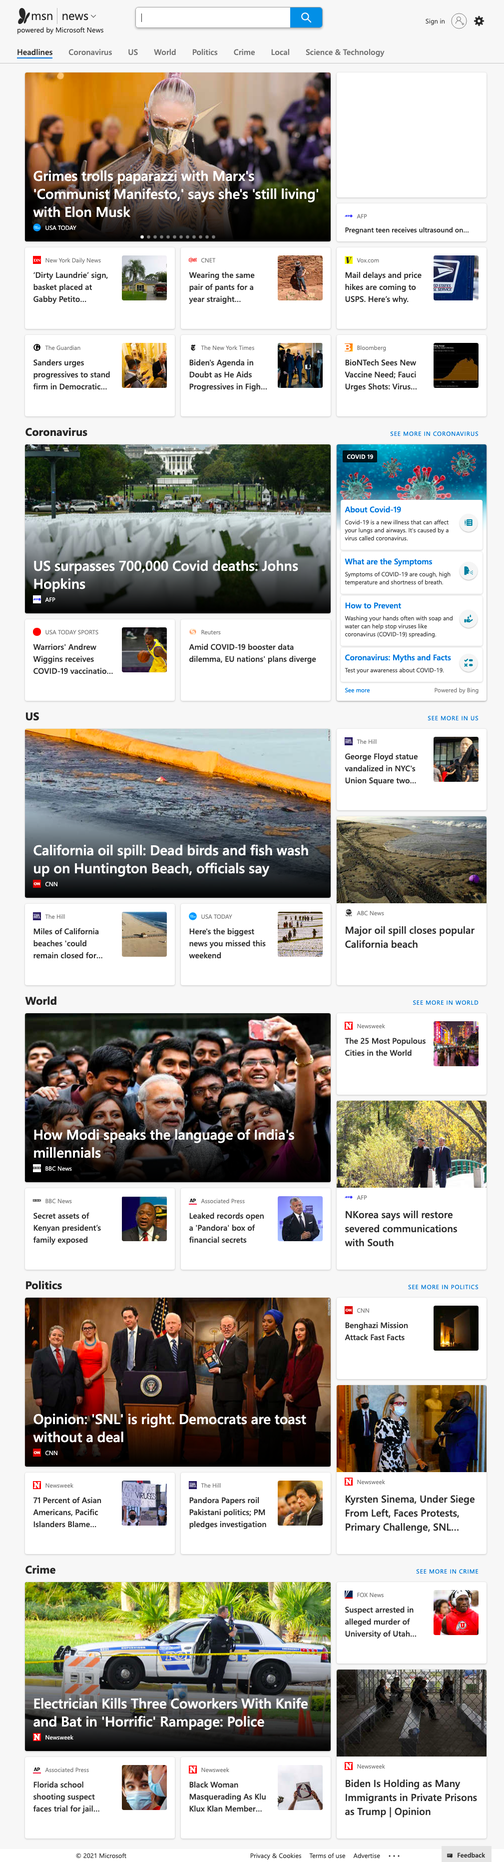 msn news
powered by Microsoft News
Sign in
Headlines Coronavirus US World Politics Crime Local Science & Technology
Grimes trolls paparazzi with Marx's
'Communist Manifesto,' says she's 'still living'
with Elon Musk
USA TODAY
AFP
Pregnant teen receives ultrasound on...
New York Daily News
'Dirty Laundrie' sign,
basket placed at
Gabby Petito...
CNET
Wearing the same
pair of pants for a
year straight...
Vox.com
Mail delays and price
hikes are coming to
USPS. Here's why.
The Guardian
Sanders urges
progressives to stand
firm in Democratic...
The New York Times
Biden's Agenda in
Doubt as He Aids
Progressives in Figh...
Bloomberg
BioNTech Sees New
Vaccine Need; Fauci
Urges Shots: Virus...
Coronavirus
SEE MORE IN CORONAVIRUS
US surpasses 700,000 Covid deaths: Johns
Hopkins
AFP
COVID 19
About Covid-19
Covid-19 is a new illness that can affect
your lungs and airways. It's caused by a
virus called coronavirus.
What are the Symptoms
Symptoms of COVID-19 are cough, high
temperature and shortness of breath.
How to Prevent
Washing your hands often with soap and
water can help stop viruses like
coronavirus (COVID-19) spreading.
Coronavirus: Myths and Facts
Test your awareness about COVID-19.
See more
Powered by Bing
USA TODAY SPORTS
Warriors' Andrew
Wiggins receives
COVID-19 vaccinatio...
Reuters
Amid COVID-19 booster data
dilemma, EU nations' plans diverge
US
SEE MORE IN US
California oil spill: Dead birds and fish wash
up on Huntington Beach, officials say
CNN
The Hill
George Floyd statue
vandalized in NYC's
Union Square two...
ABC News
Major oil spill closes popular
California beach
The Hill
Miles of California
beaches 'could
remain closed for...
USA TODAY
Here's the biggest
news you missed this
weekend
World
SEE MORE IN WORLD
How Modi speaks the language of India's
millennials
BBC News
Newsweek
The 25 Most Populous
Cities in the World
AFP
NKorea says will restore
severed communications
with South
BBC News
Secret assets of
Kenyan president's
family exposed
Associated Press
Leaked records open
a 'Pandora' box of
financial secrets
Politics
SEE MORE IN POLITICS
Opinion: 'SNL' is right. Democrats are toast
without a deal
CNN
CNN
Benghazi Mission
Attack Fast Facts
Newsweek
Kyrsten Sinema, Under Siege
From Left, Faces Protests,
Primary Challenge, SNL...
Newsweek
71 Percent of Asian
Americans, Pacific
Islanders Blame...
The Hill
Pandora Papers roil
Pakistani politics; PM
pledges investigation
Crime
SEE MORE IN CRIME
Electrician Kills Three Coworkers With Knife
and Bat in 'Horrific' Rampage: Police
Newsweek
FOX News
Suspect arrested in
alleged murder of
University of Utah...
Newsweek
Biden Is Holding as Many
Immigrants in Private Prisons
as Trump | Opinion
Associated Press
Florida school
shooting suspect
faces trial for jail...
Newsweek
Black Woman
Masquerading As Klu
Klux Klan Member...
© 2021 Microsoft
Privacy & Cookies Terms of use Advertise ...
Feedback